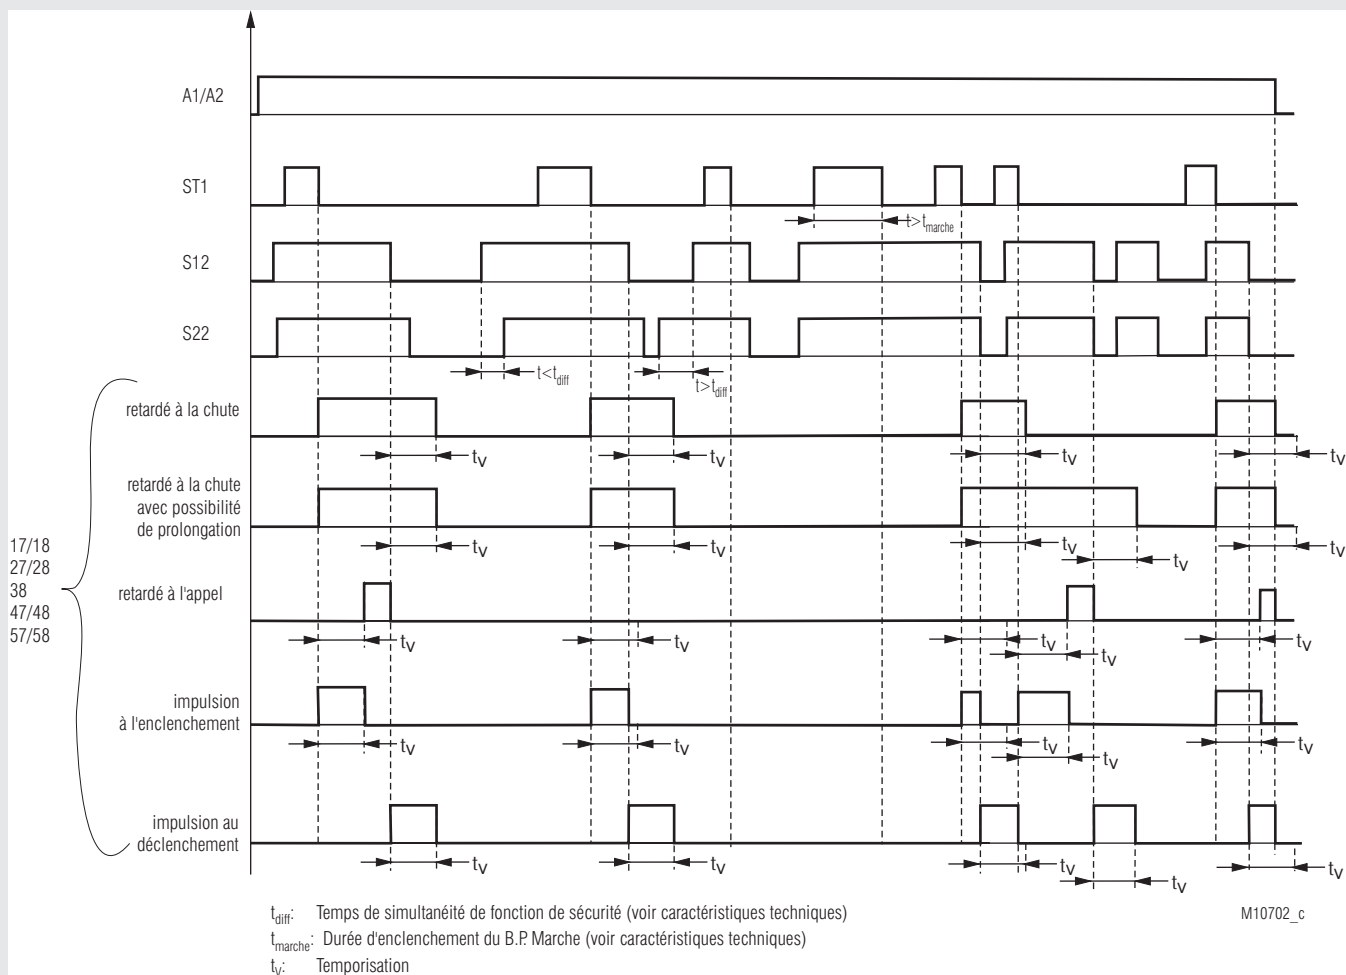 A1/A2
ST1
t>tmarche
S12
S22
t<tdiff
t>tdiff
retardé à la chute
tv
tv
tv
tv
retardé à la chute
avec possibilité
de prolongation
tv
tv
tv
tv
tv
17/18
27/28
38
47/48
57/58
retardé à l'appel
tv
tv
tv
tv
tv
impulsion
à l'enclenchement
tv
tv
tv
tv
tv
impulsion au
déclenchement
tv
tv
tv
tv
tv
tdiff: Temps de simultanéité de fonction de sécurité (voir caractéristiques techniques)
M10702_c
tmarche: Durée d'enclenchement du B.P. Marche (voir caractéristiques techniques)
tv: Temporisation